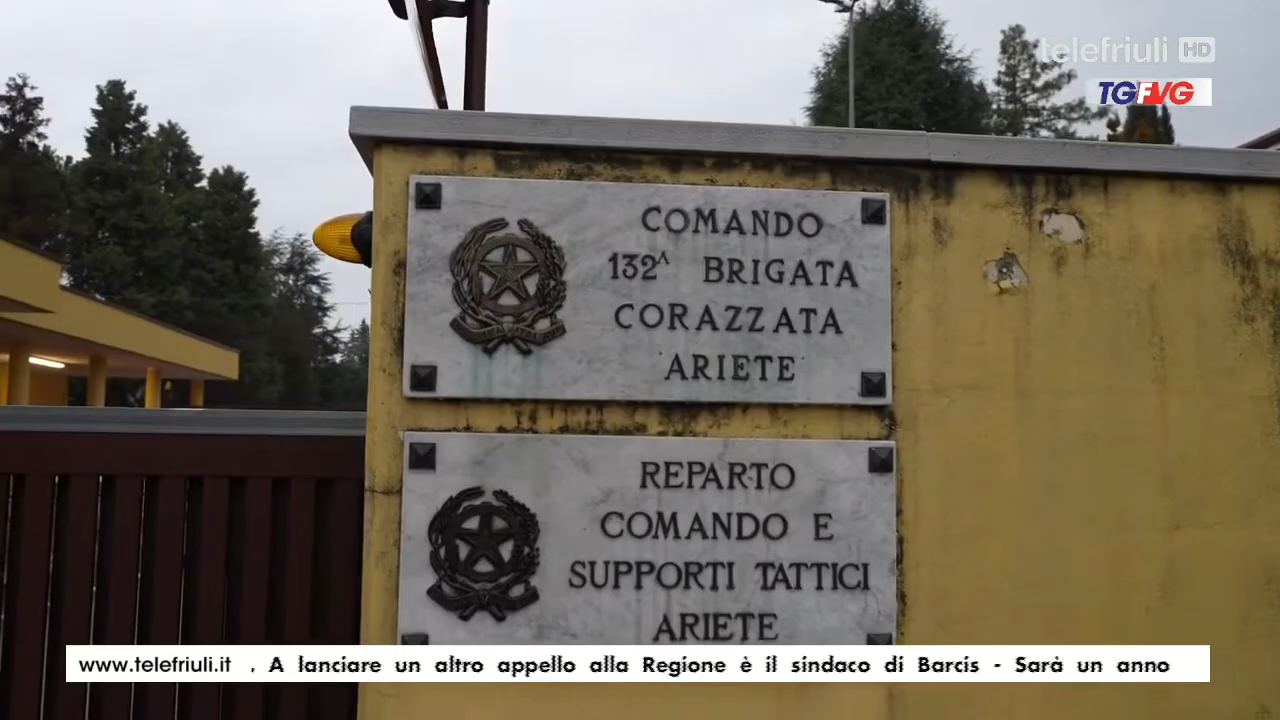 telefriuli HD
TGFVG
COMANDO
132^ BRIGATA
CORAZZATA
ARIETE
REPARTO
COMANDO E
SUPPORTI TATTICI
ARIETE
www.telefriuli.it . A lanciare un altro appello alla Regione è il sindaco di Barcis - Sarà un anno